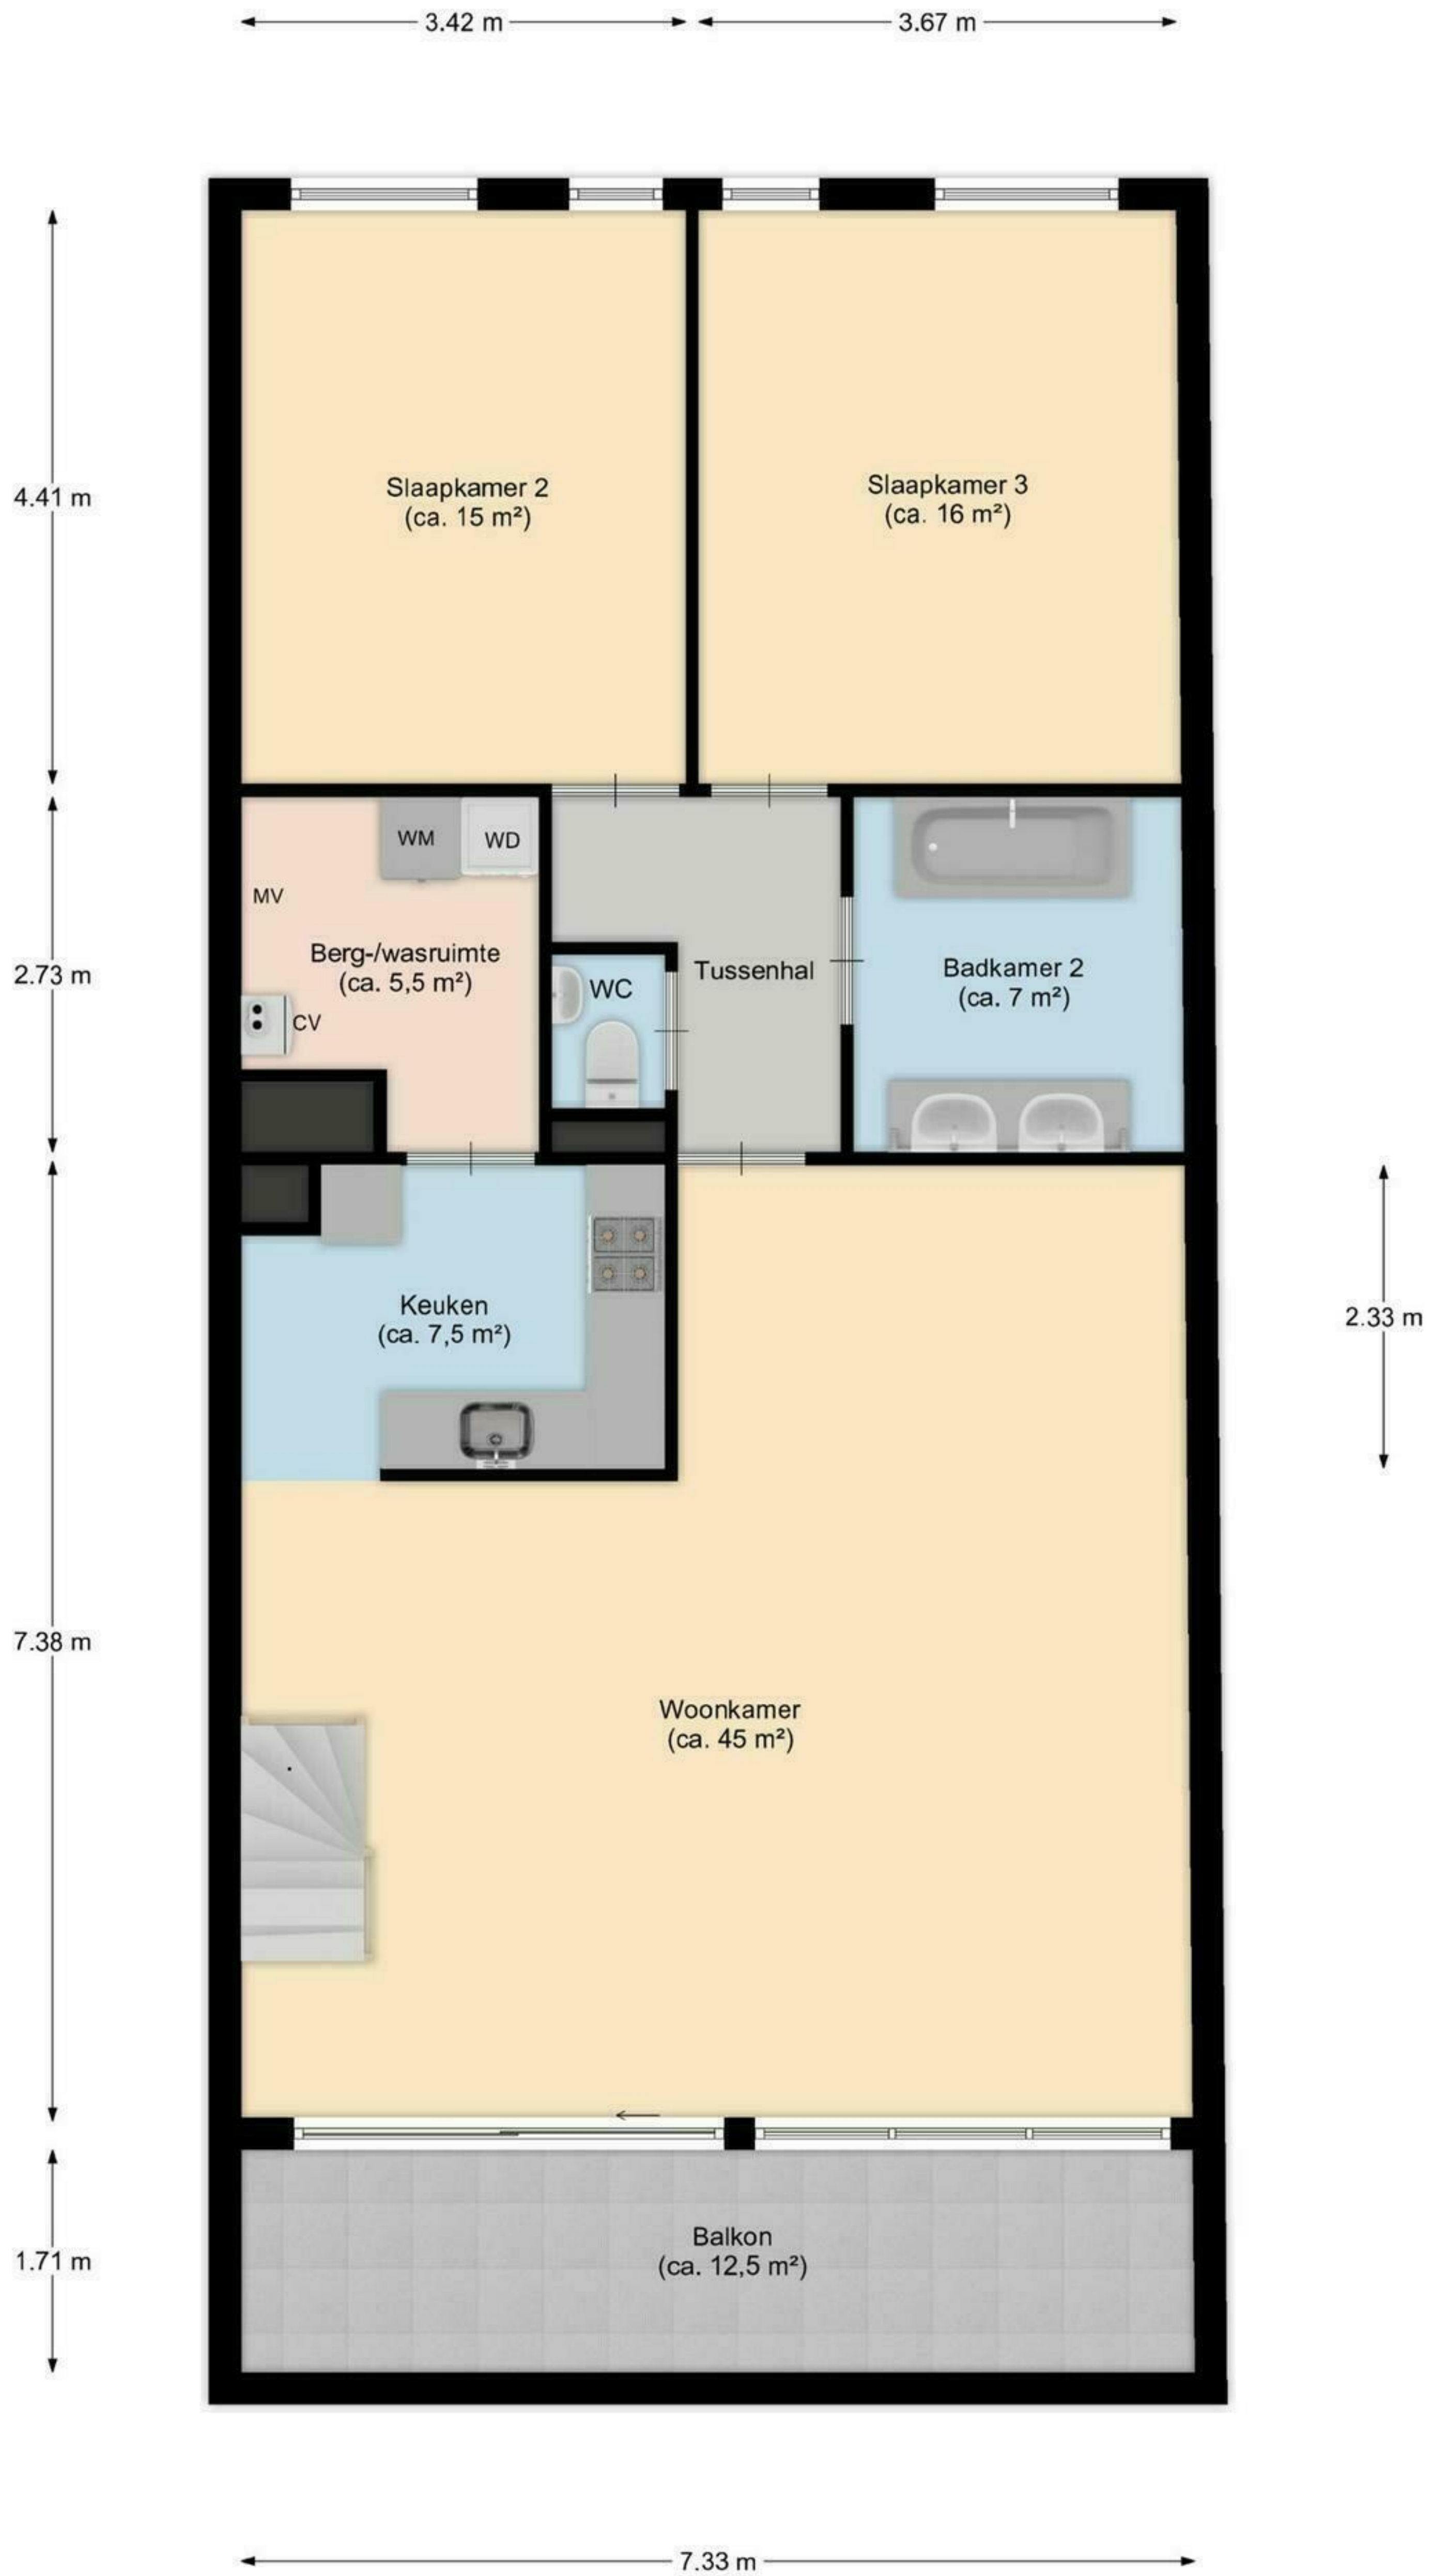 3.42 m
3.67 m
4.41 m
Slaapkamer 2
(ca. 15 m²)
Slaapkamer 3
(ca. 16 m²)
2.73 m
WM
WD
MV
Berg-/wasruimte
(ca. 5,5 m²)
CV
WC
Tussenhal
Badkamer 2
(ca. 7 m²)
Keuken
(ca. 7,5 m²)
2.33 m
7.38 m
Woonkamer
(ca. 45 m²)
1.71 m
Balkon
(ca. 12,5 m²)
7.33 m